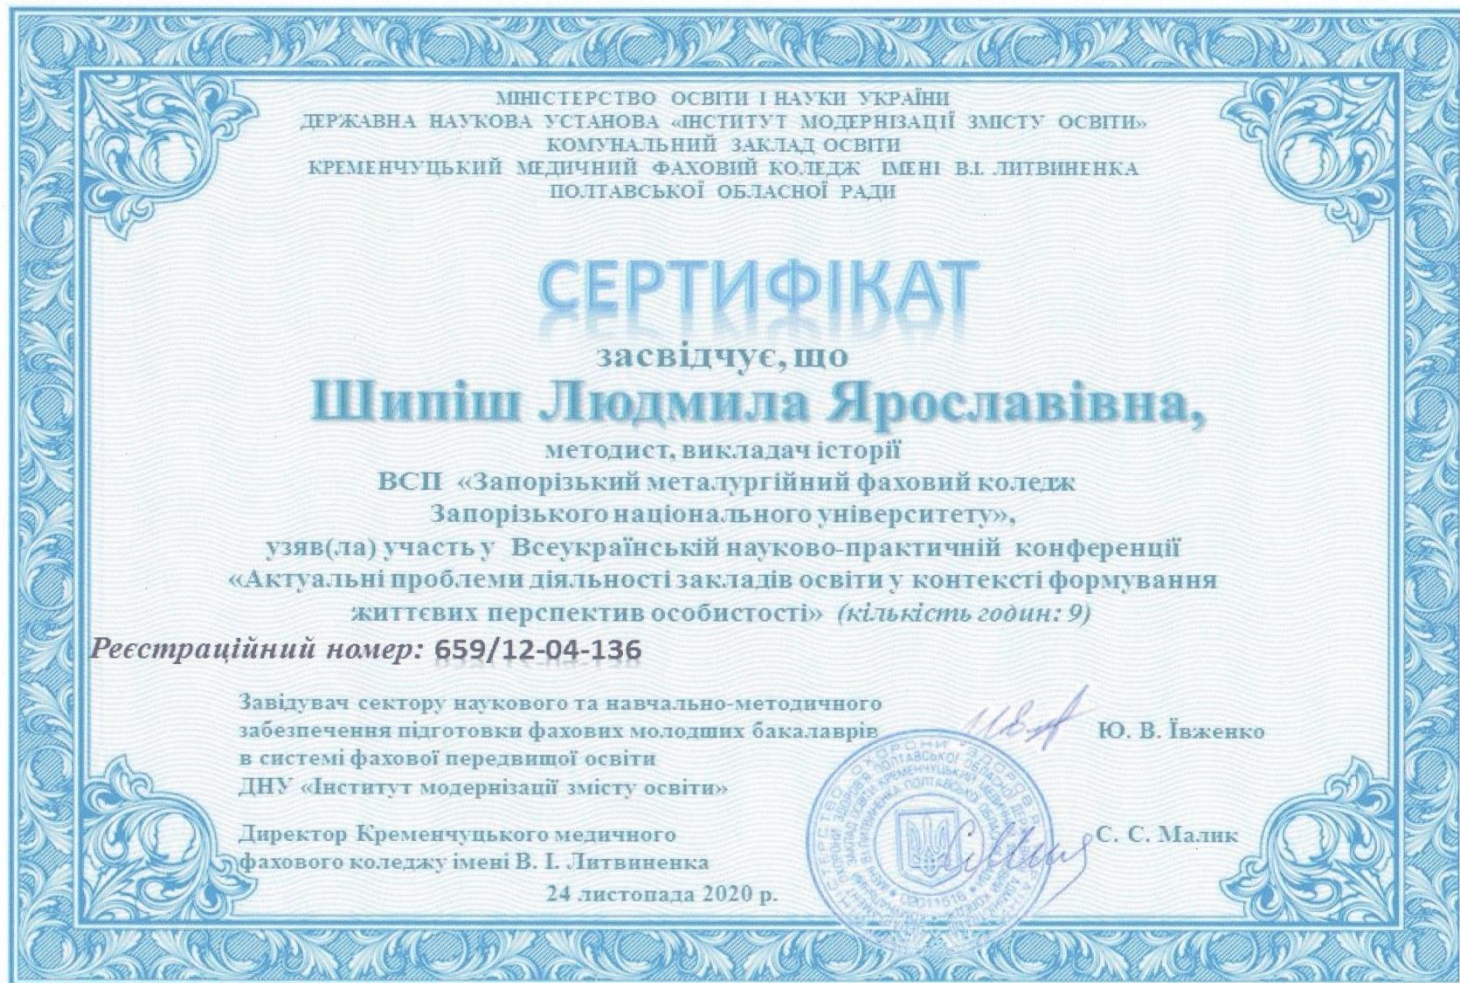 МІНІСТЕРСТВО ОСВІТИ І НАУКИ УКРАЇНИ
ДЕРЖАВНА НАУКОВА УСТАНОВА «ІНСТИТУТ МОДЕРНІЗАЦІЇ ЗМІСТУ ОСВІТИ»
КОМУНАЛЬНИЙ ЗАКЛАД ОСВІТИ
КРЕМЕНЧУЦЬКИЙ МЕДИЧНИЙ ФАХОВИЙ КОЛЕДЖ ІМЕНІ В.І. ЛИТВИНЕНКА
ПОЛТАВСЬКОЇ ОБЛАСНОЇ РАДИ
СЕРТИФІКАТ
засвідчує, що
Шипіш Людмила Ярославівна,
методист, викладач історії
ВСП «Запорізький металургійний фаховий коледж
Запорізького національного університету»,
узяв(ла) участь у Всеукраїнській науково-практичній конференції
«Актуальні проблеми діяльності закладів освіти у контексті формування
життєвих перспектив особистості» (кількість годин: 9)
Реєстраційний номер: 659/12-04-136
Завідувач сектору наукового та навчально-методичного
забезпечення підготовки фахових молодших бакалаврів
в системі фахової передвищої освіти
ДНУ «Інститут модернізації змісту освіти»
Ю. В. Ївженко
Директор Кременчуцького медичного
фахового коледжу імені В. І. Литвиненка
С. С. Малик
24 листопада 2020 р.
02011516